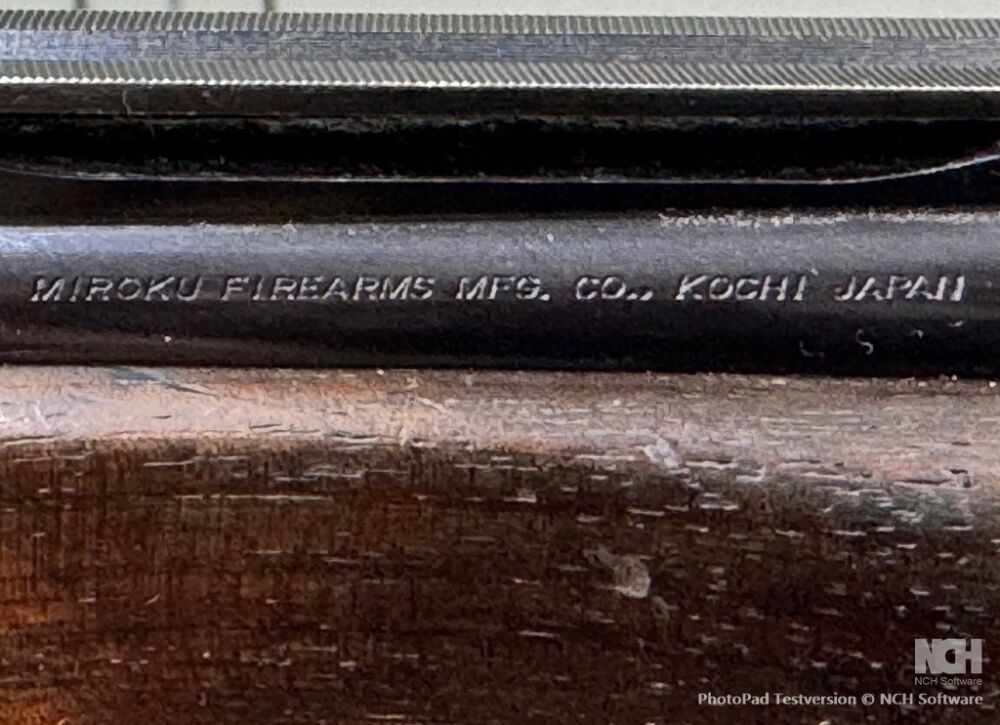 MIROKU FIREARMS MFG. CO., KOCHI JAPAN
NCH
NCH Software
PhotoPad Testversion © NCH Software